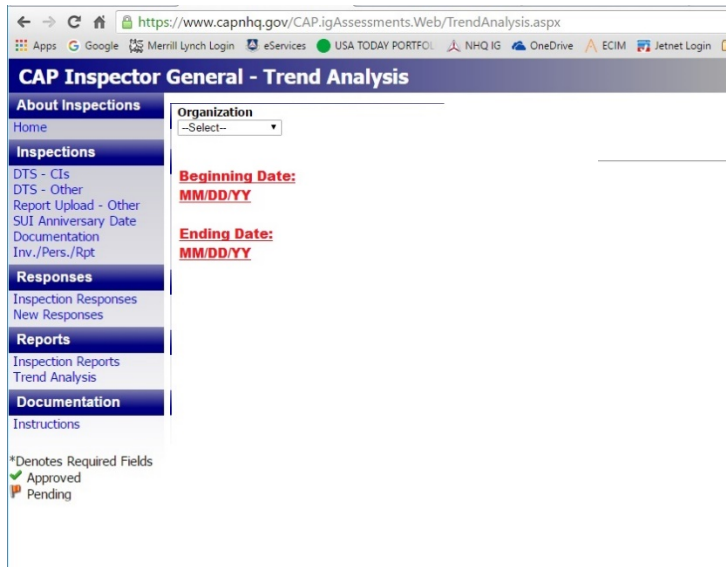 https://www.capnhq.gov/CAP.igAssessments.Web/TrendAnalysis.aspx
Apps Google Merrill Lynch Login eServices USA TODAY PORTFOL NHQ IG OneDrive ECIM Jetnet Login
CAP Inspector General - Trend Analysis
About Inspections
Home
Inspections
DTS - CIs
DTS - Other
Report Upload - Other
SUI Anniversary Date
Documentation
Inv./Pers./Rpt
Responses
Inspection Responses
New Responses
Reports
Inspection Reports
Trend Analysis
Documentation
Instructions
*Denotes Required Fields
Approved
Pending
Organization
--Select--
Beginning Date:
MM/DD/YY
Ending Date:
MM/DD/YY